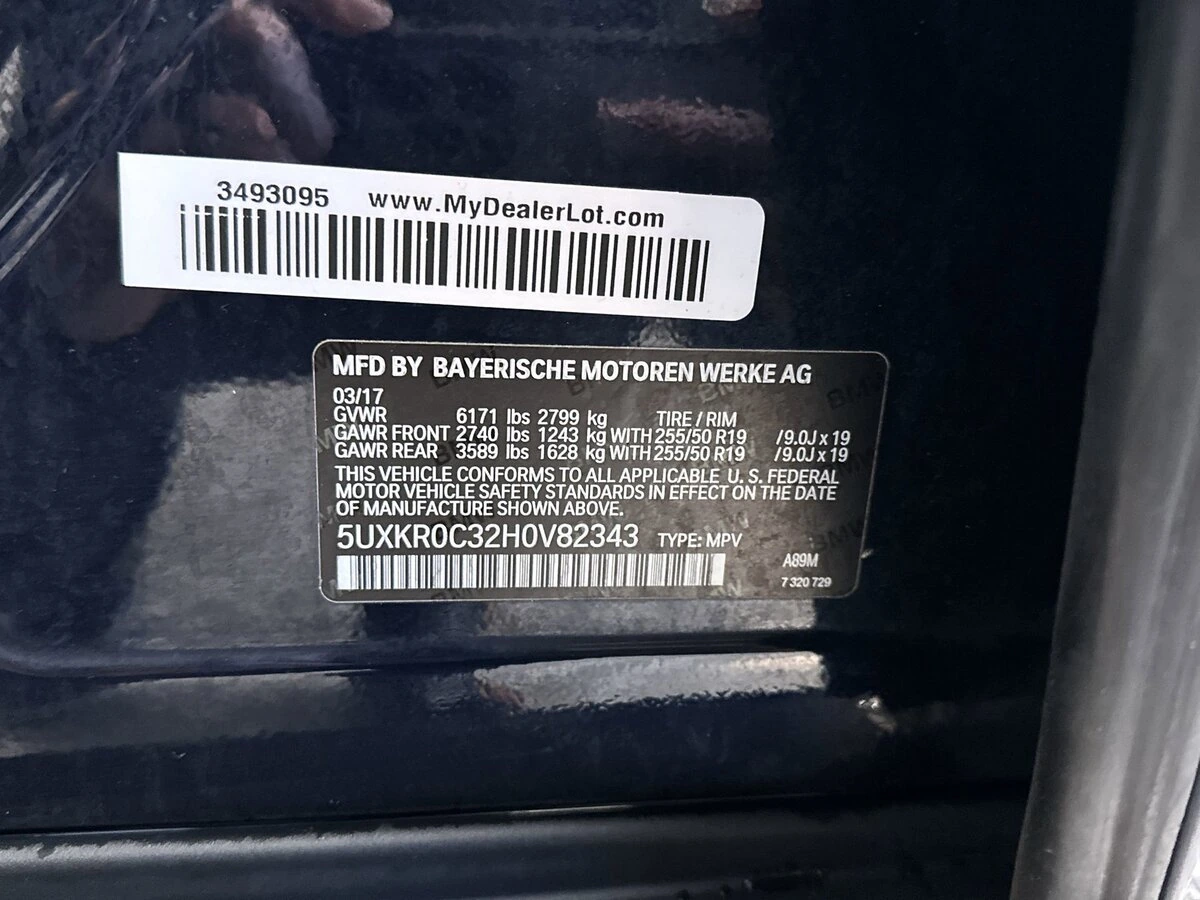 3493095 www.MyDealerLot.com
MFD BY BAYERISCHE MOTOREN WERKE AG
03/17
GVWR 6171 lbs 2799 kg TIRE / RIM
GAWR FRONT 2740 lbs 1243 kg WITH 255/50 R19 /9.0J x 19
GAWR REAR 3589 lbs 1628 kg WITH 255/50 R19 /9.0J x 19
THIS VEHICLE CONFORMS TO ALL APPLICABLE U. S. FEDERAL
MOTOR VEHICLE SAFETY STANDARDS IN EFFECT ON THE DATE
OF MANUFACTURE SHOWN ABOVE.
5UXKR0C32H0V82343 TYPE: MPV
A89M
7 320 729